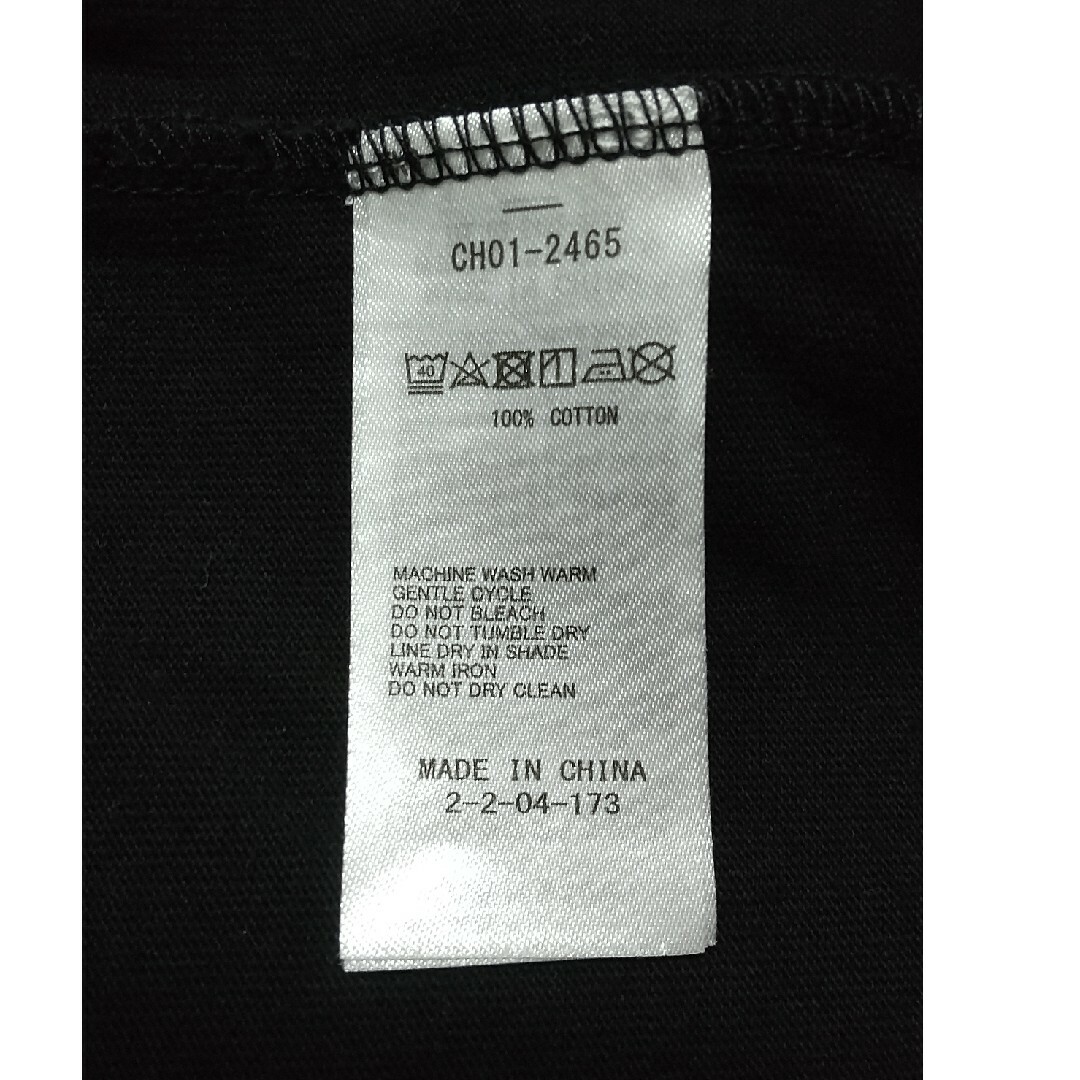 CH01-2465
40
100% COTTON
MACHINE WASH WARM
GENTLE CYCLE
DO NOT BLEACH
DO NOT TUMBLE DRY
LINE DRY IN SHADE
WARM IRON
DO NOT DRY CLEAN
MADE IN CHINA
2-2-04-173